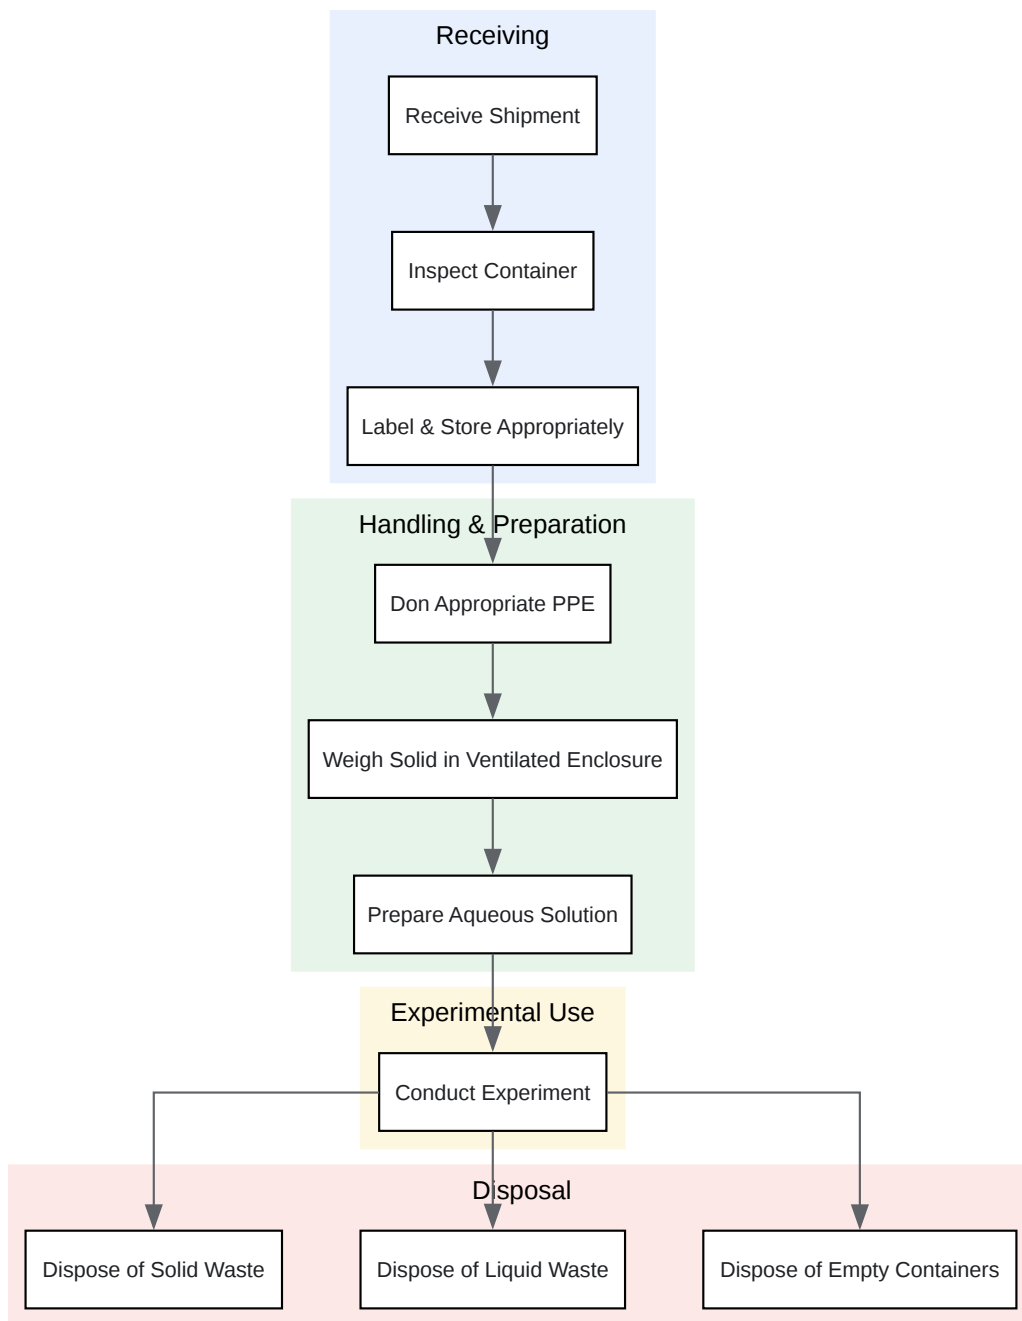 Receiving
Receive Shipment
Inspect Container
Label & Store Appropriately
Handling & Preparation
Don Appropriate PPE
Weigh Solid in Ventilated Enclosure
Prepare Aqueous Solution
Experimental Use
Conduct Experiment
Disposal
Dispose of Solid Waste
Dispose of Liquid Waste
Dispose of Empty Containers